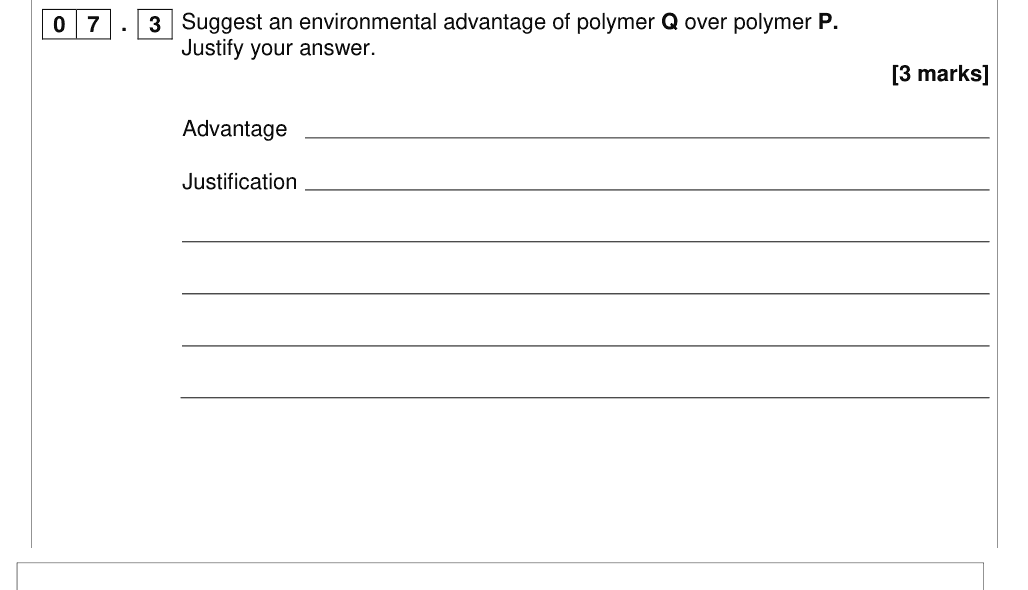 0 7 . 3 Suggest an environmental advantage of polymer Q over polymer P.
Justify your answer.
[3 marks]
Advantage
Justification